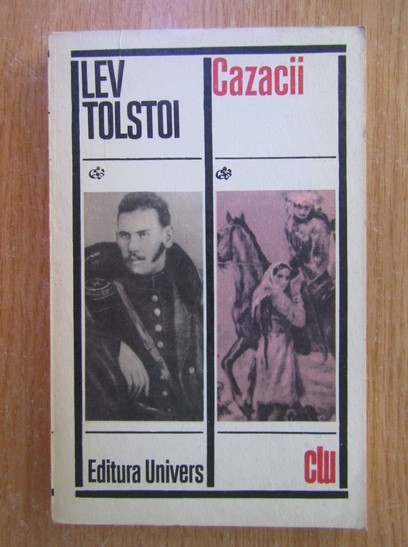 LEV
TOLSTOI
Cazacii
Editura Univers
clu